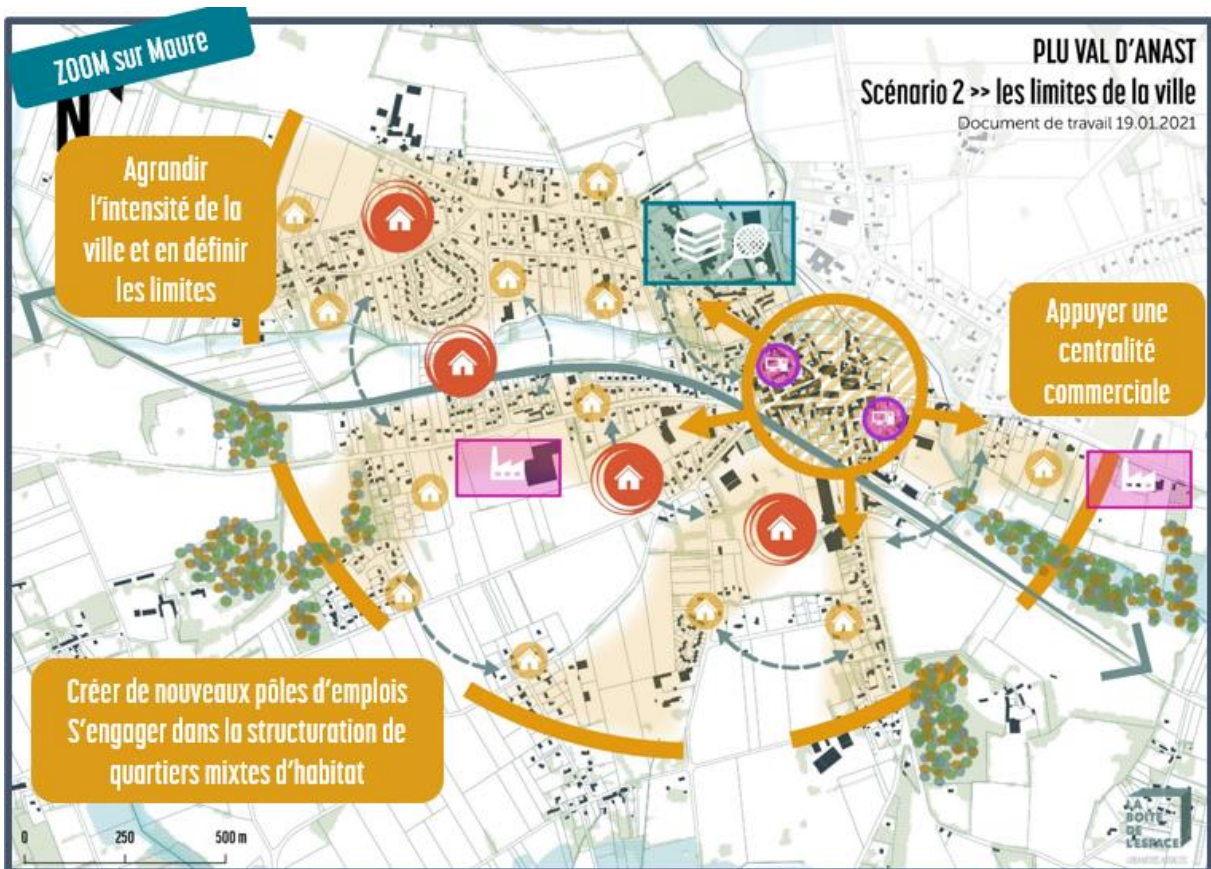 ZOOM sur Maure
N
PLU VAL D'ANAST
Scénario 2 >> les limites de la ville
Document de travail 19.01.2021
Agrandir
l'intensité de la
ville et en définir
les limites
Appuyer une
centralité
commerciale
Créer de nouveaux pôles d'emplois
S'engager dans la structuration de
quartiers mixtes d'habitat
0 250 500 m
LA
BOITE
DE
L'ESPACE